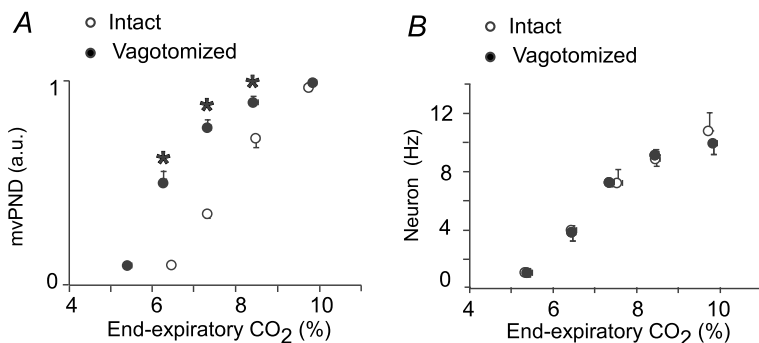 A
Intact
Vagotomized
1
0
mvPND (a.u.)
4 6 8 10
End-expiratory CO2 (%)
B
Intact
Vagotomized
12
8
4
0
Neuron (Hz)
4 6 8 10
End-expiratory CO2 (%)